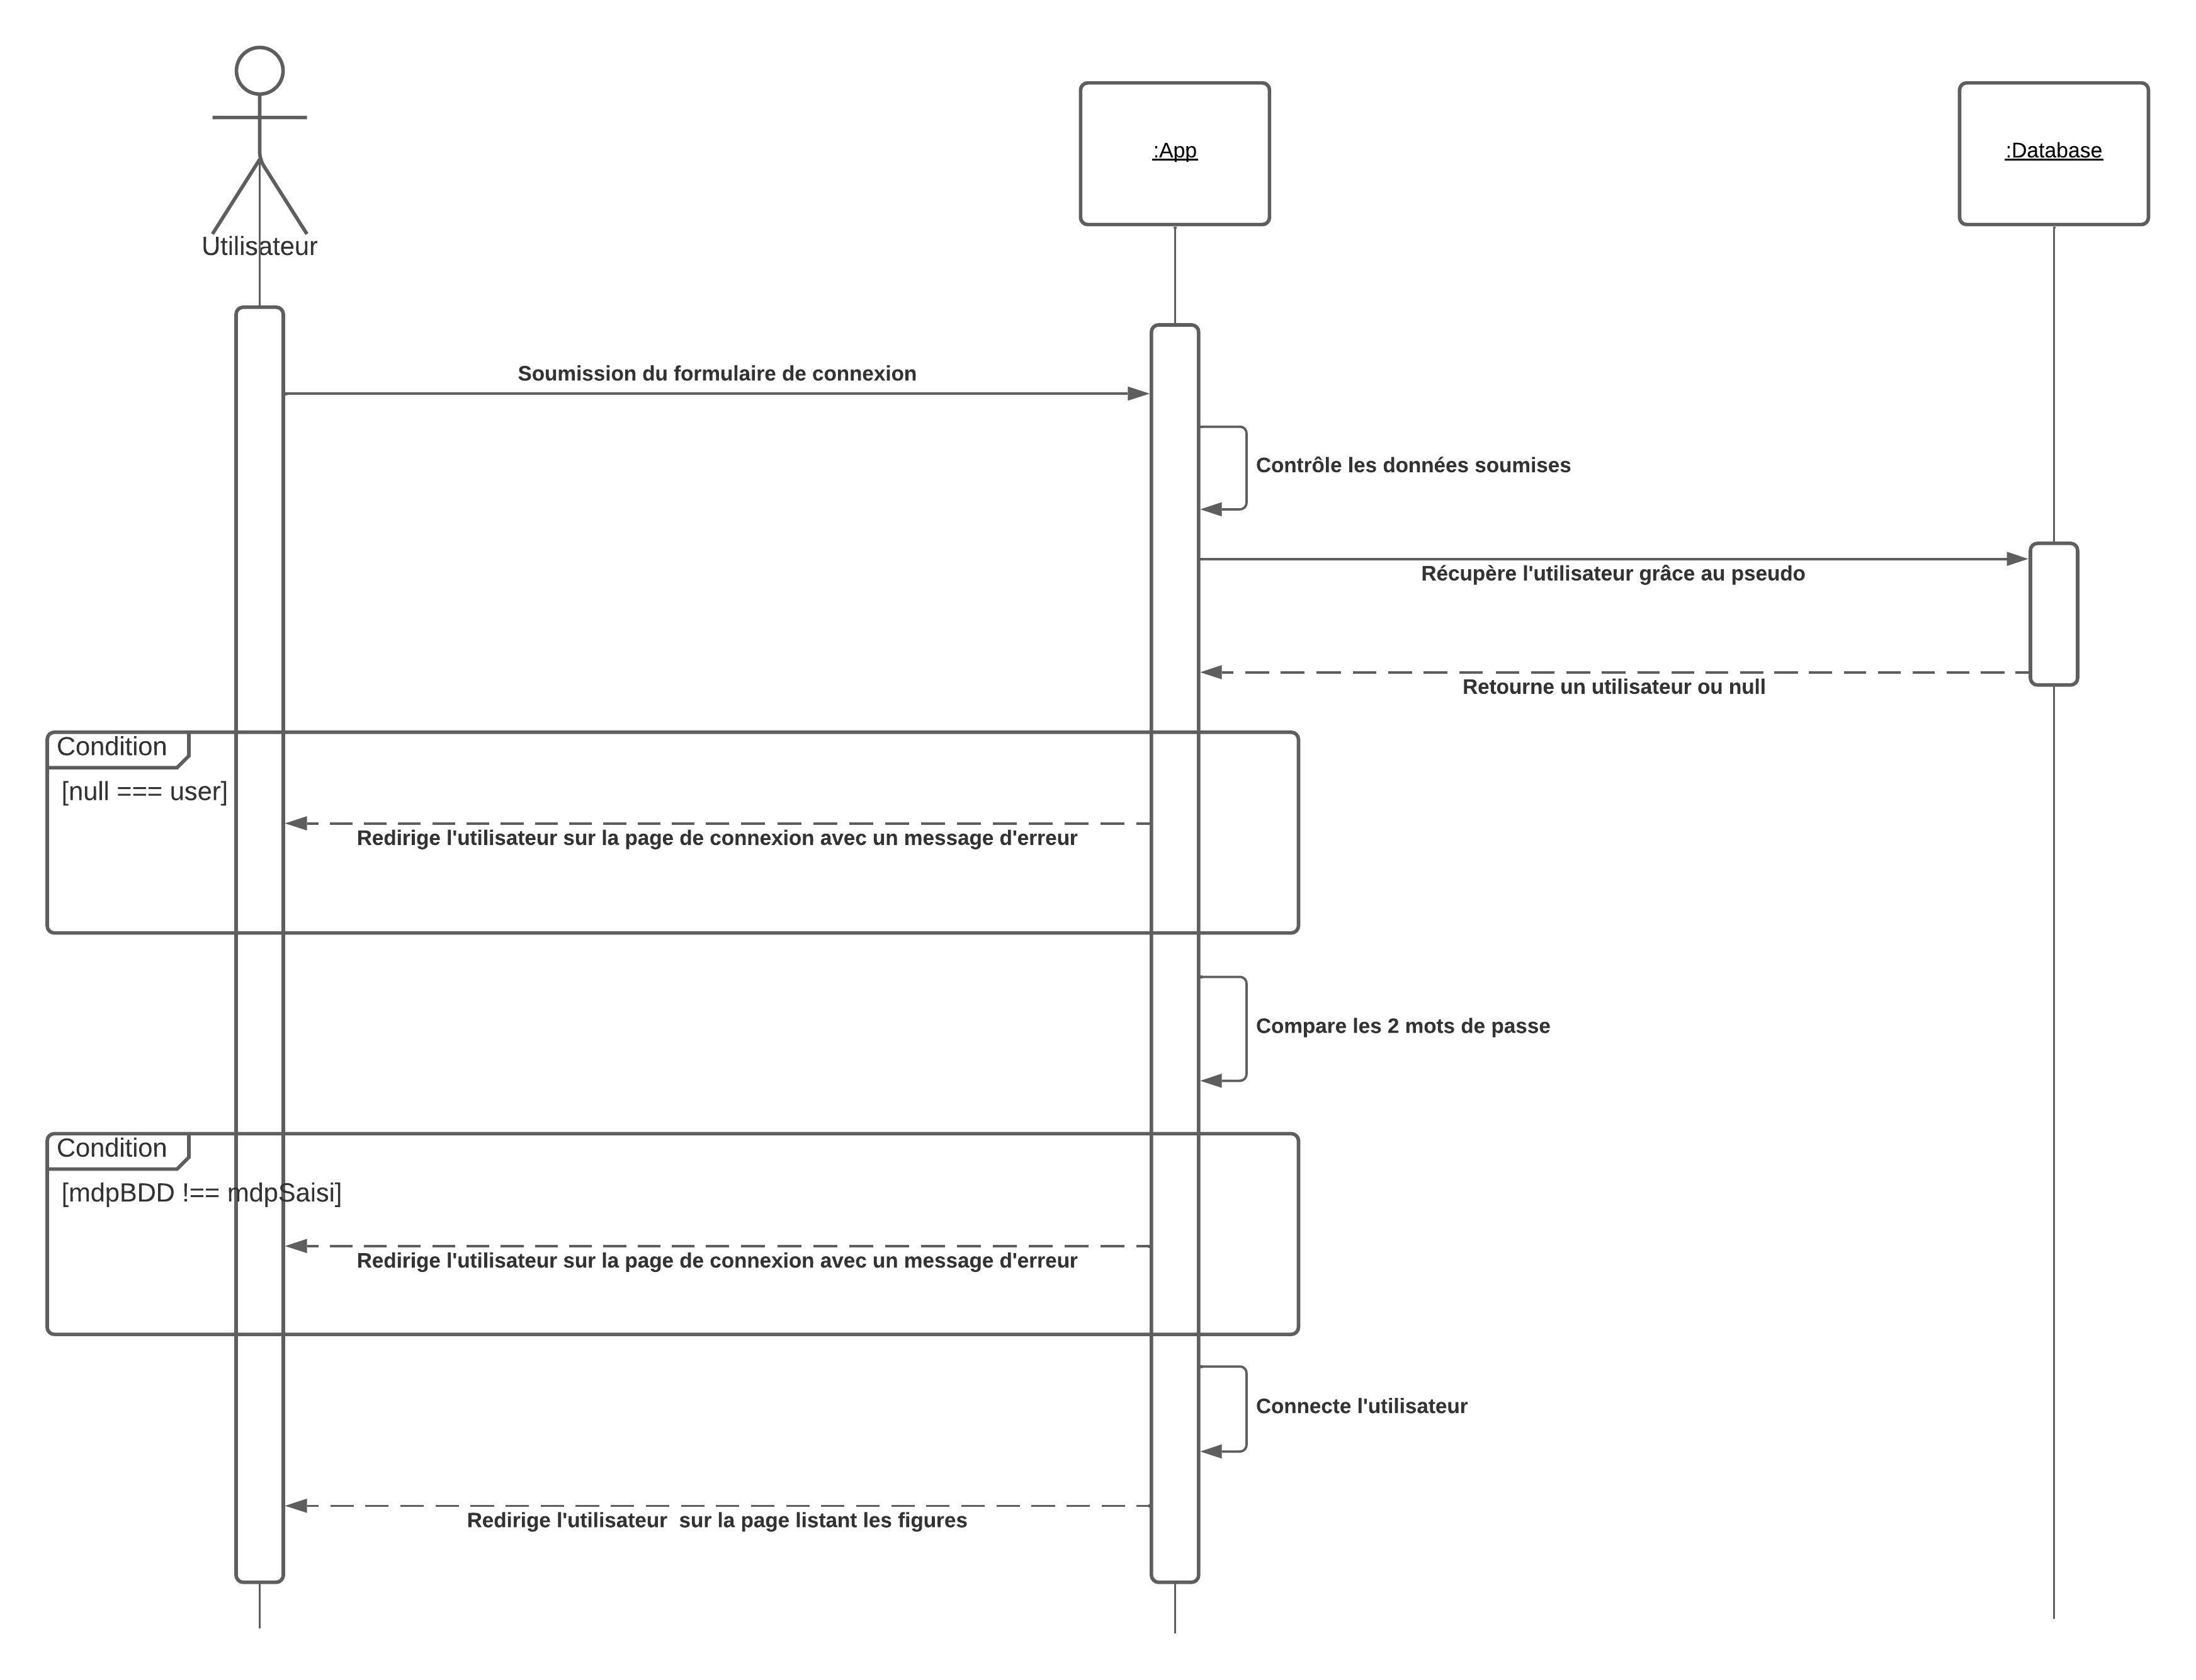 :App
:Database
Utilisateur
Soumission du formulaire de connexion
Contrôle les données soumises
Récupère l'utilisateur grâce au pseudo
Retourne un utilisateur ou null
Condition
[null === user]
Redirige l'utilisateur sur la page de connexion avec un message d'erreur
Compare les 2 mots de passe
Condition
[mdpBDD !== mdpSaisi]
Redirige l'utilisateur sur la page de connexion avec un message d'erreur
Connecte l'utilisateur
Redirige l'utilisateur  sur la page listant les figures